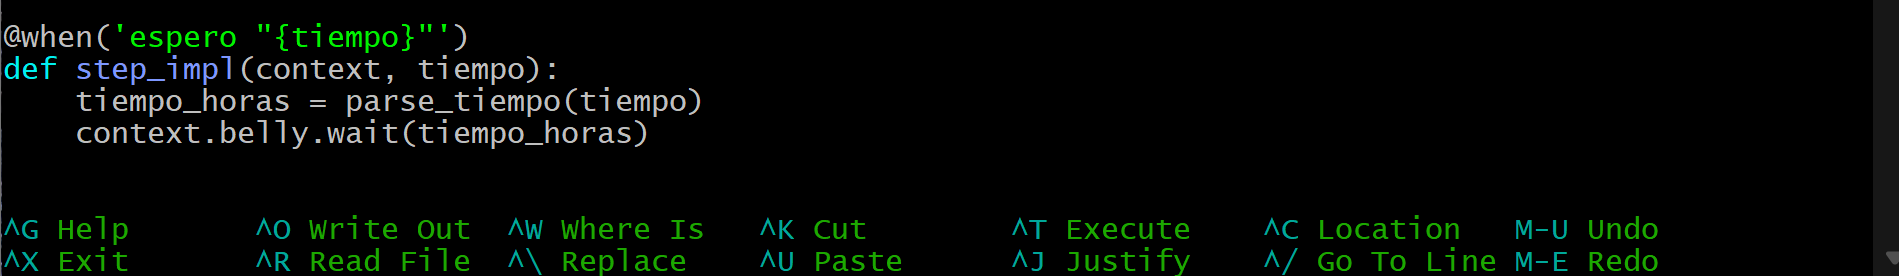 @when('espero "{tiempo}"')
def step_impl(context, tiempo):
    tiempo_horas = parse_tiempo(tiempo)
    context.belly.wait(tiempo_horas)
^G Help ^O Write Out ^W Where Is ^K Cut ^T Execute ^C Location M-U Undo
^X Exit ^R Read File ^\ Replace ^U Paste ^J Justify ^/ Go To Line M-E Redo